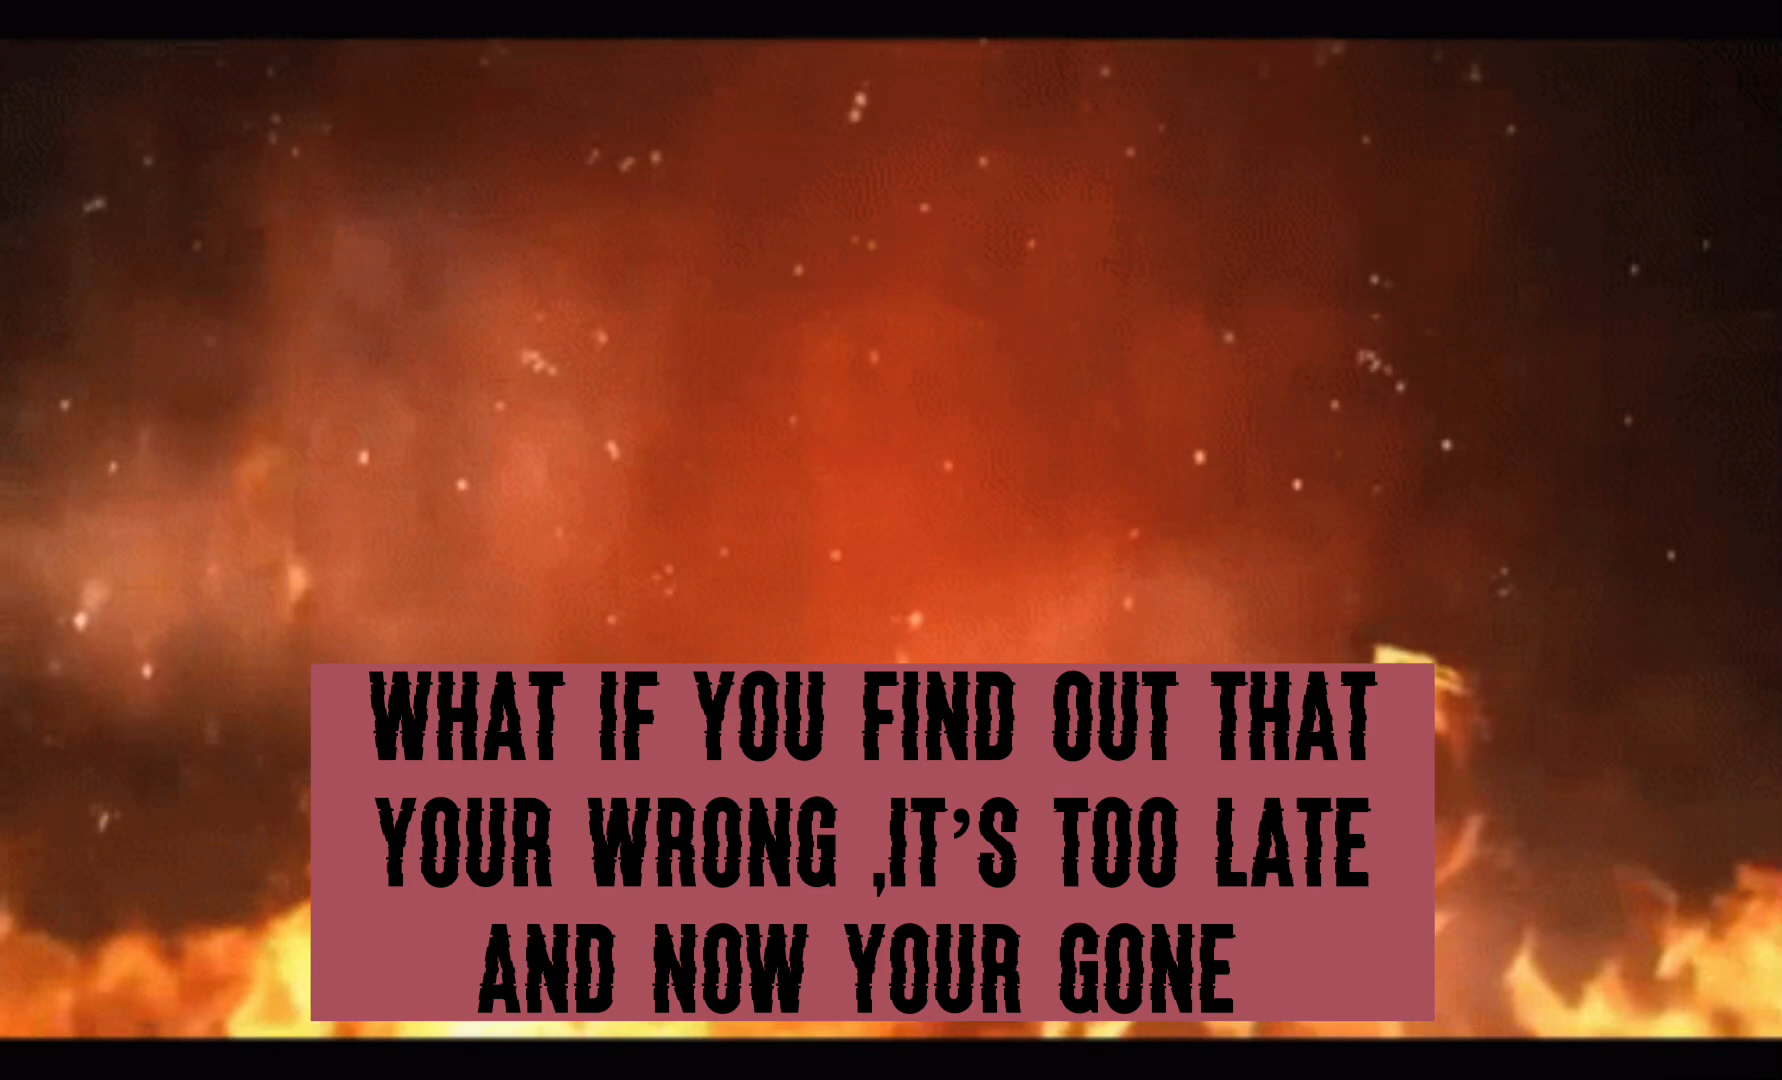 WHAT IF YOU FIND OUT THAT
YOUR WRONG ,IT’S TOO LATE
AND NOW YOUR GONE